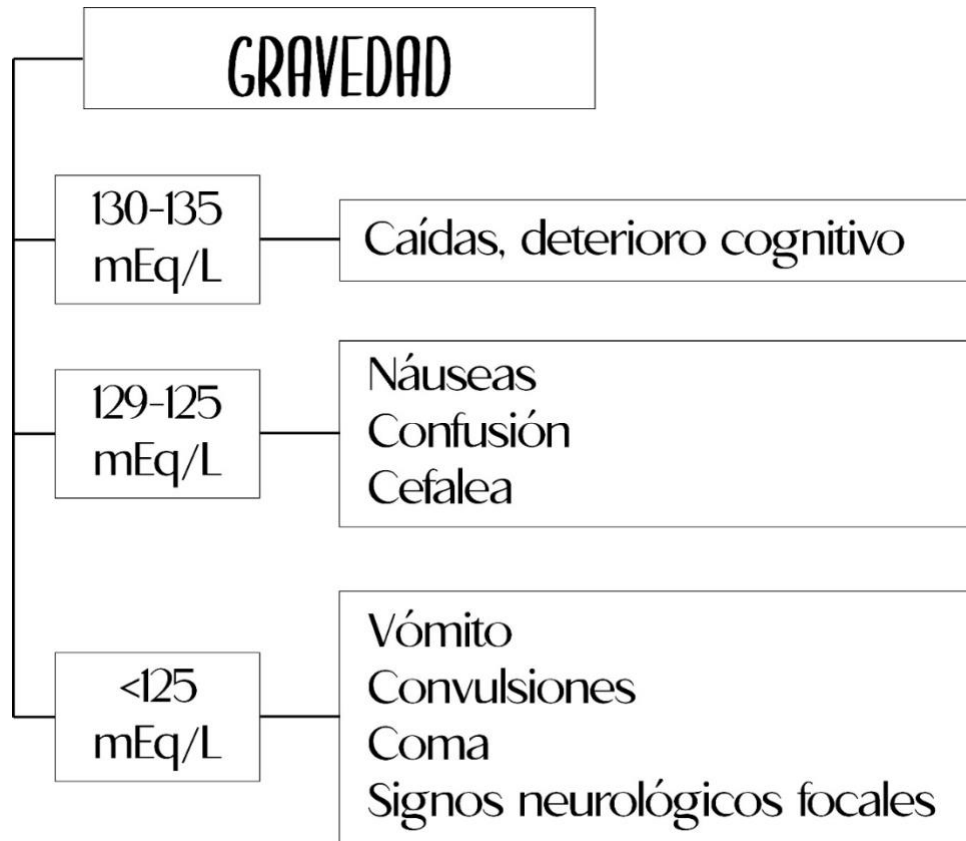 GRAVEDAD
130-135
mEq/L
Caídas, deterioro cognitivo
129-125
mEq/L
Náuseas
Confusión
Cefalea
<125
mEq/L
Vómito
Convulsiones
Coma
Signos neurológicos focales